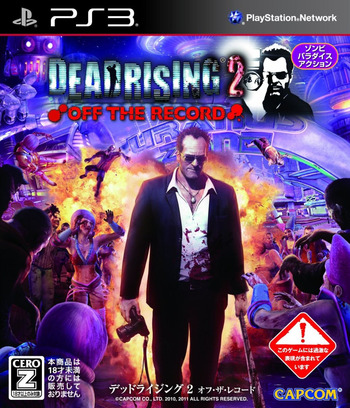 PS3
PlayStation Network
DEADRISING 2
OFF THE RECORD
ゾンビ
パラダイス
アクション
CERO
Z
本商品は
18才未満
の方には
販売して
おりません
デッドライジング 2 オフ・ザ・レコード
©CAPCOM CO., LTD. 2010, 2011 ALL RIGHTS RESERVED.
このゲームには過激な
表現が含まれて
います
CAPCOM